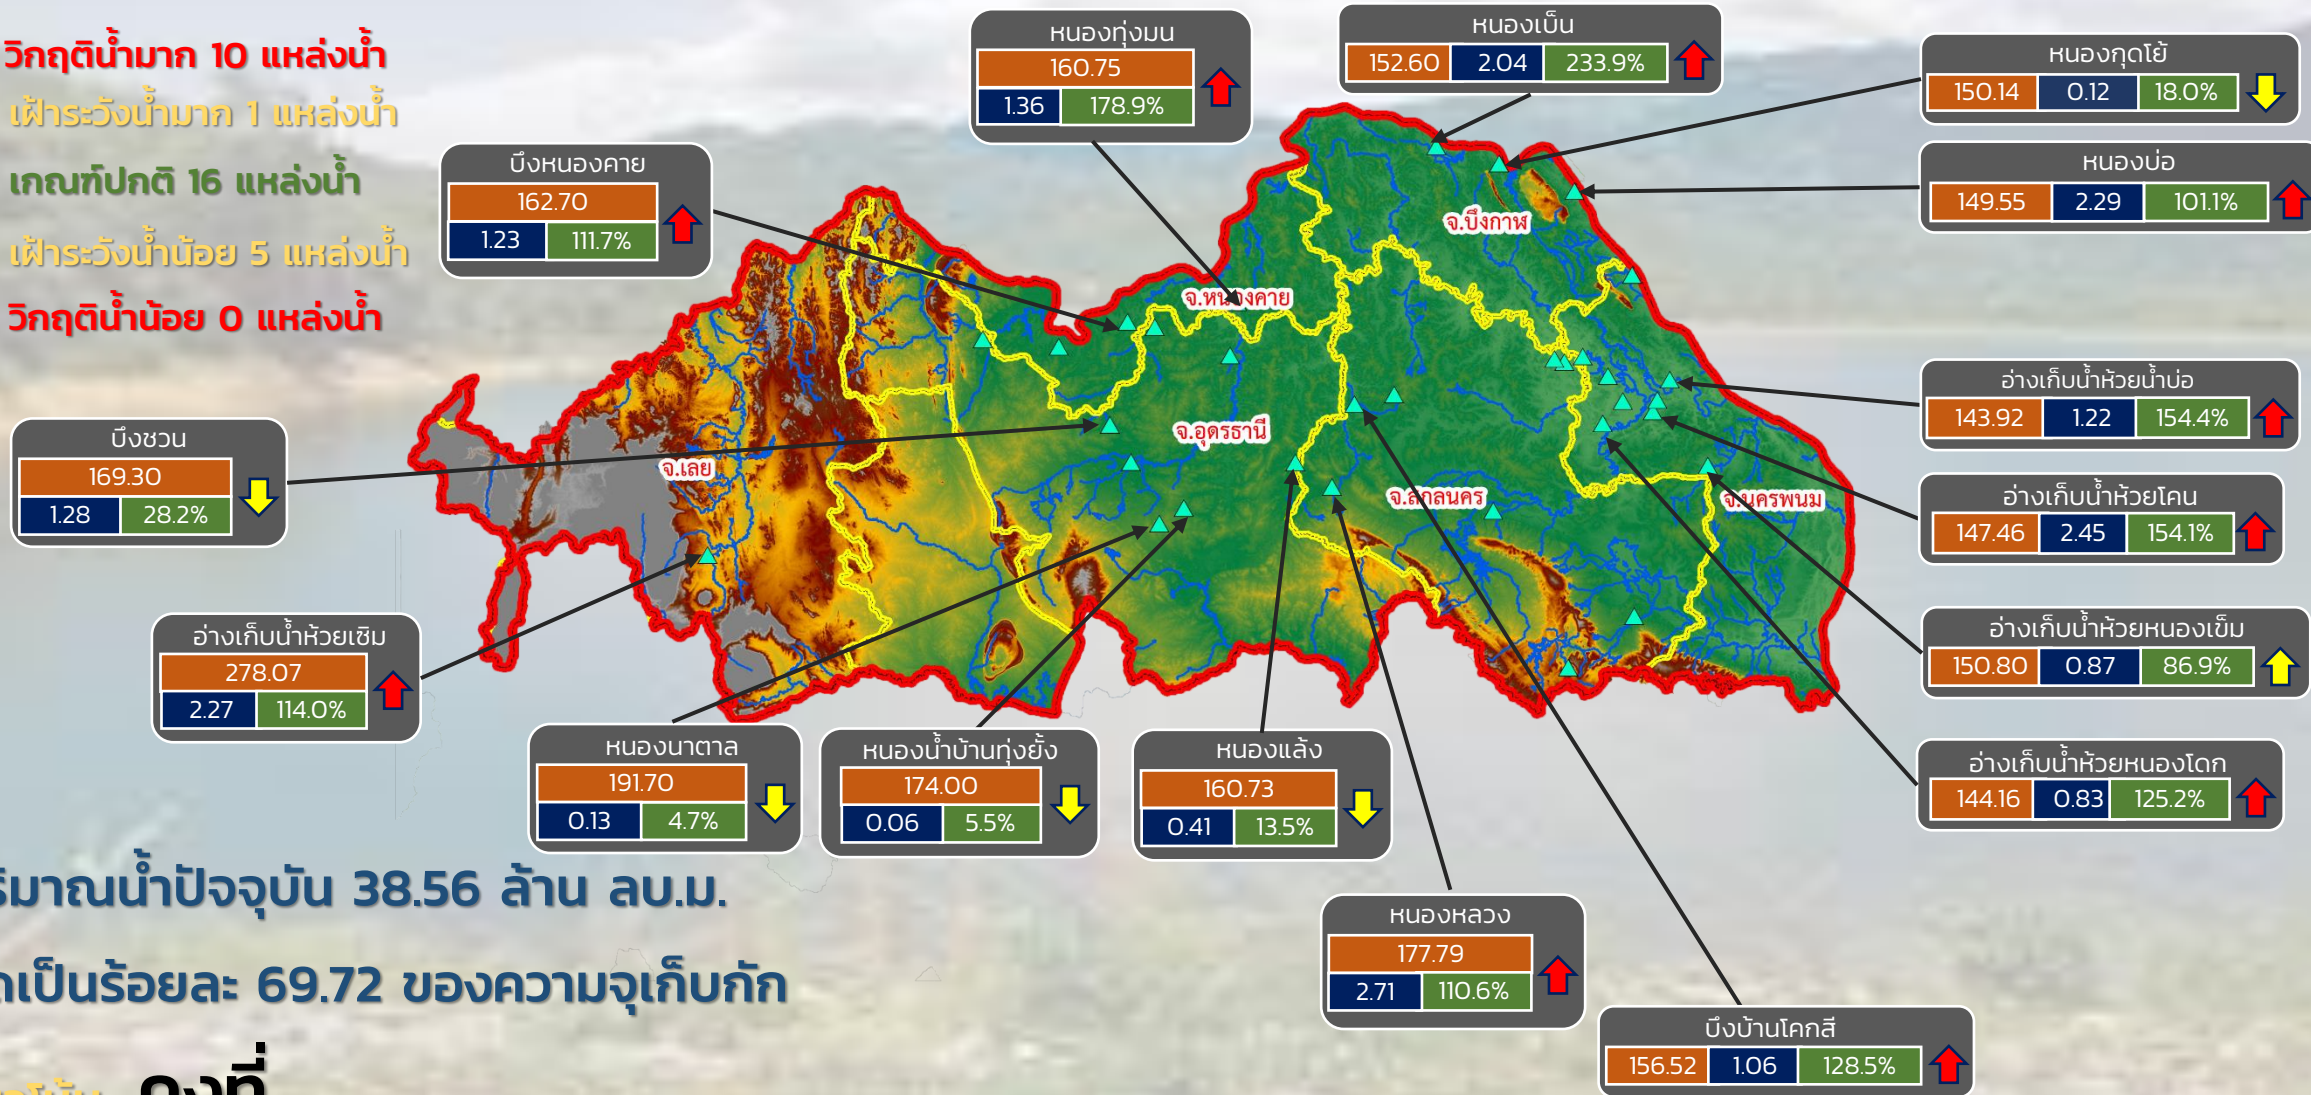 วิกฤติน้ำมาก 10 แหล่งน้ำ
เฝ้าระวังน้ำมาก 1 แหล่งน้ำ
เกณฑ์ปกติ 16 แหล่งน้ำ
เฝ้าระวังน้ำน้อย 5 แหล่งน้ำ
วิกฤติน้ำน้อย 0 แหล่งน้ำ
หนองทุ่งมน
160.75
1.36 178.9%
หนองเบ็น
152.60 2.04 233.9%
หนองกุดโย้
150.14 0.12 18.0%
หนองบ่อ
149.55 2.29 101.1%
บึงหนองคาย
162.70
1.23 111.7%
จ.บึงกาฬ
จ.หนองคาย
จ.อุดรธานี
จ.เลย
จ.สกลนคร
จ.นครพนม
บึงชวน
169.30
1.28 28.2%
อ่างเก็บน้ำห้วยน้ำบ่อ
143.92 1.22 154.4%
อ่างเก็บน้ำห้วยโคน
147.46 2.45 154.1%
อ่างเก็บน้ำห้วยเซิม
278.07
2.27 114.0%
อ่างเก็บน้ำห้วยหนองเข็ม
150.80 0.87 86.9%
หนองนาตาล
191.70
0.13 4.7%
หนองน้ำบ้านทุ่งยั้ง
174.00
0.06 5.5%
หนองแล้ง
160.73
0.41 13.5%
อ่างเก็บน้ำห้วยหนองโดก
144.16 0.83 125.2%
ริมาณน้ำปัจจุบัน 38.56 ล้าน ลบ.ม.
หนองหลวง
177.79
2.71 110.6%
ดเป็นร้อยละ 69.72 ของความจุเก็บกัก
บึงบ้านโคกสี
156.52 1.06 128.5%
คงที่